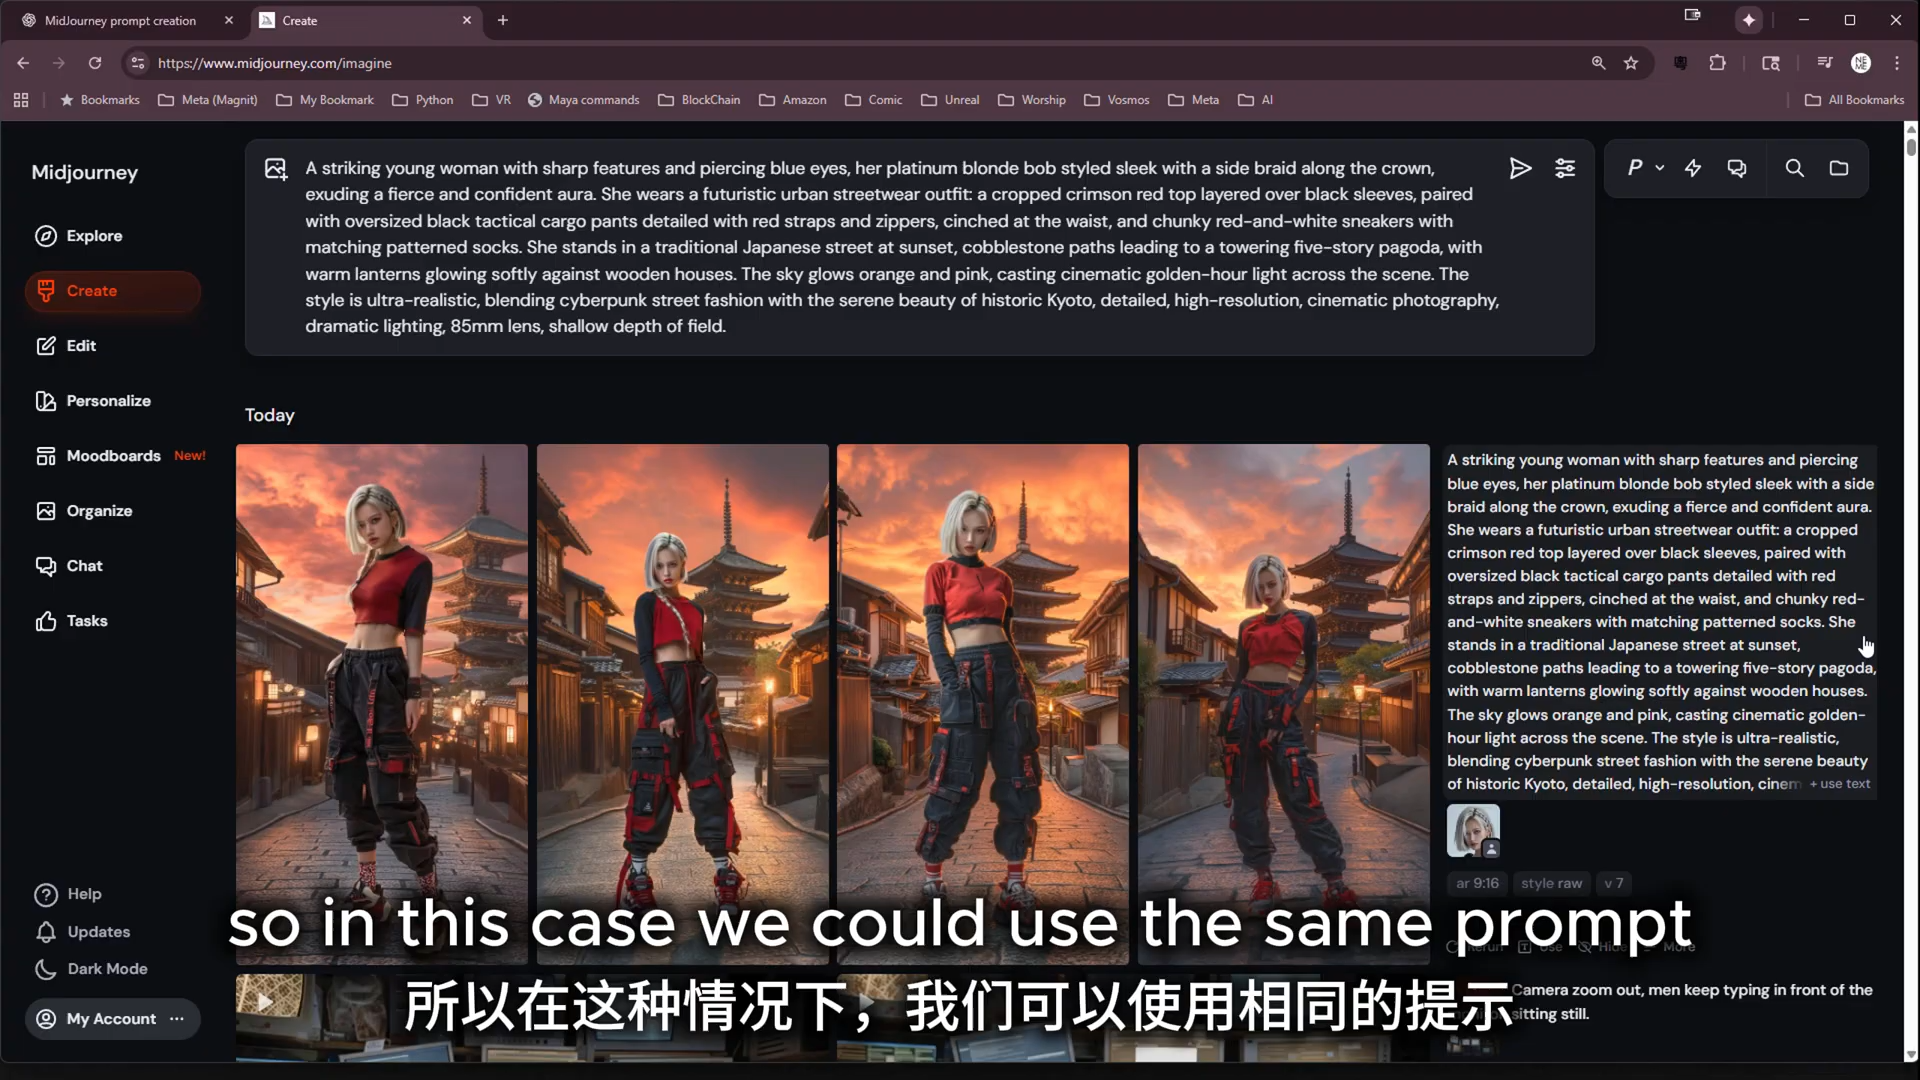 MidJourney prompt creation
Create
https://www.midjourney.com/imagine
Bookmarks
Meta (Magnit)
My Bookmark
Python
VR
Maya commands
BlockChain
Amazon
Comic
Unreal
Worship
Vosmos
Meta
AI
All Bookmarks
Midjourney
Explore
Create
Edit
Personalize
Moodboards New!
Organize
Chat
Tasks
Help
Updates
Dark Mode
My Account
A striking young woman with sharp features and piercing blue eyes, her platinum blonde bob styled sleek with a side braid along the crown,
exuding a fierce and confident aura. She wears a futuristic urban streetwear outfit: a cropped crimson red top layered over black sleeves, paired
with oversized black tactical cargo pants detailed with red straps and zippers, cinched at the waist, and chunky red-and-white sneakers with
matching patterned socks. She stands in a traditional Japanese street at sunset, cobblestone paths leading to a towering five-story pagoda, with
warm lanterns glowing softly against wooden houses. The sky glows orange and pink, casting cinematic golden-hour light across the scene. The
style is ultra-realistic, blending cyberpunk street fashion with the serene beauty of historic Kyoto, detailed, high-resolution, cinematic photography,
dramatic lighting, 85mm lens, shallow depth of field.
P
Today
A striking young woman with sharp features and piercing
blue eyes, her platinum blonde bob styled sleek with a side
braid along the crown, exuding a fierce and confident aura.
She wears a futuristic urban streetwear outfit: a cropped
crimson red top layered over black sleeves, paired with
oversized black tactical cargo pants detailed with red
straps and zippers, cinched at the waist, and chunky red-
and-white sneakers with matching patterned socks. She
stands in a traditional Japanese street at sunset,
cobblestone paths leading to a towering five-story pagoda,
with warm lanterns glowing softly against wooden houses.
The sky glows orange and pink, casting cinematic golden-
hour light across the scene. The style is ultra-realistic,
blending cyberpunk street fashion with the serene beauty
of historic Kyoto, detailed, high-resolution, cinem + use text
ar 9:16 style raw v 7
Rerun Use Hide More
so in this case we could use the same prompt
所以在这种情况下，我们可以使用相同的提示
Camera zoom out, men keep typing in front of the
sitting still.